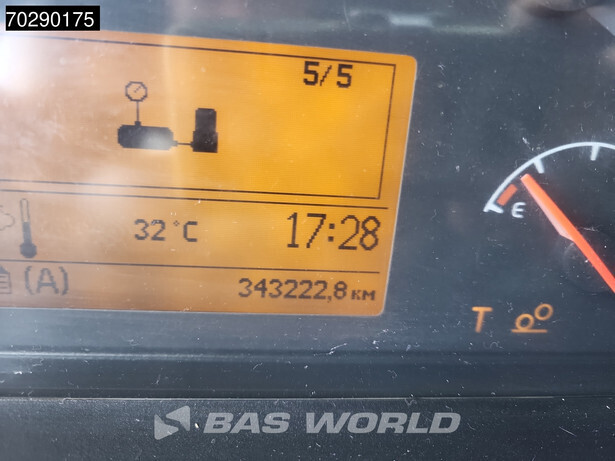 70290175
5/5
32°C
17:28
(A)
343222,8 км
E
T
BAS WORLD